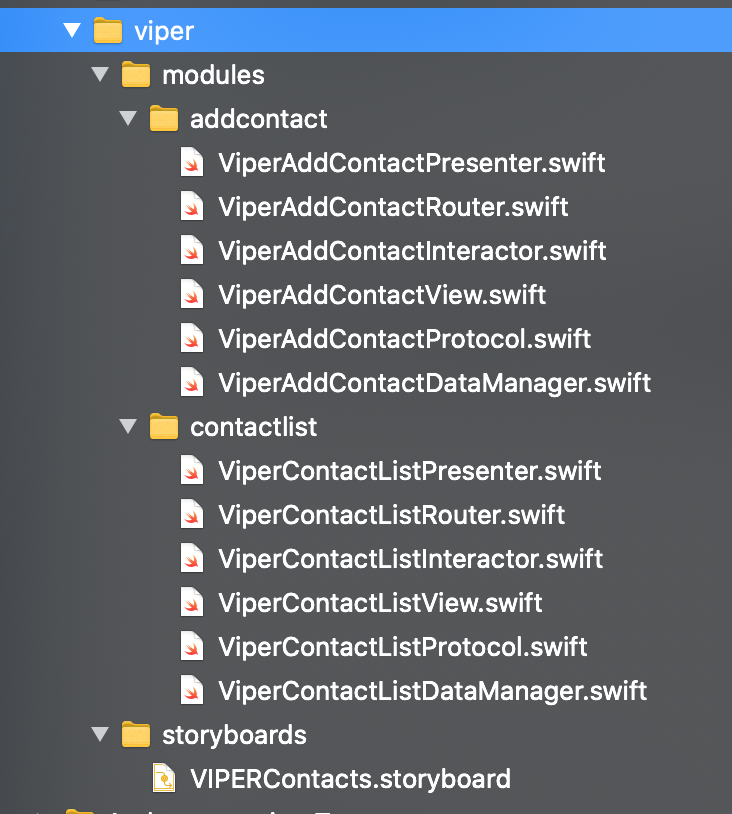 viper
modules
addcontact
ViperAddContactPresenter.swift
ViperAddContactRouter.swift
ViperAddContactInteractor.swift
ViperAddContactView.swift
ViperAddContactProtocol.swift
ViperAddContactDataManager.swift
contactlist
ViperContactListPresenter.swift
ViperContactListRouter.swift
ViperContactListInteractor.swift
ViperContactListView.swift
ViperContactListProtocol.swift
ViperContactListDataManager.swift
storyboards
VIPERContacts.storyboard